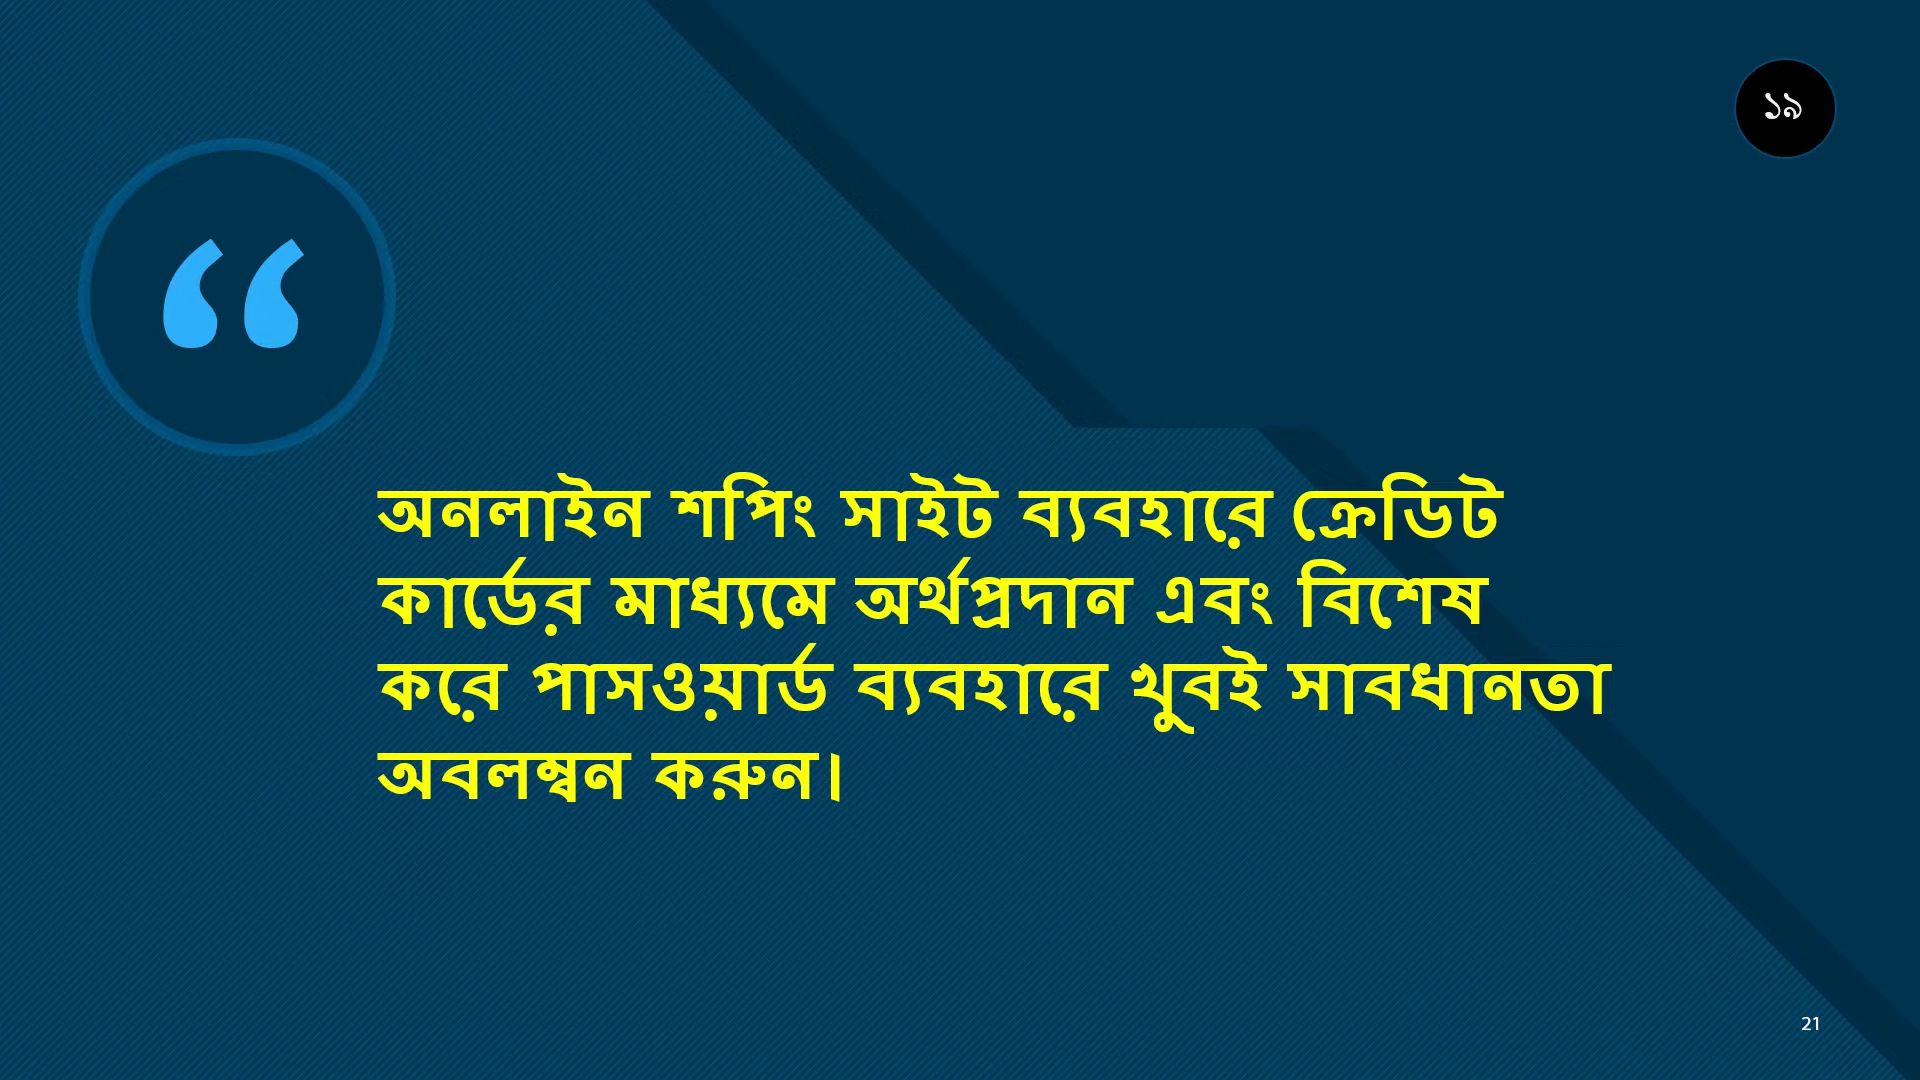 ১৯
“
অনলাইন শপিং সাইট ব্যবহারে ক্রেডিট
কার্ডের মাধ্যমে অর্থপ্রদান এবং বিশেষ
করে পাসওয়ার্ড ব্যবহারে খুবই সাবধানতা
অবলম্বন করুন।
21